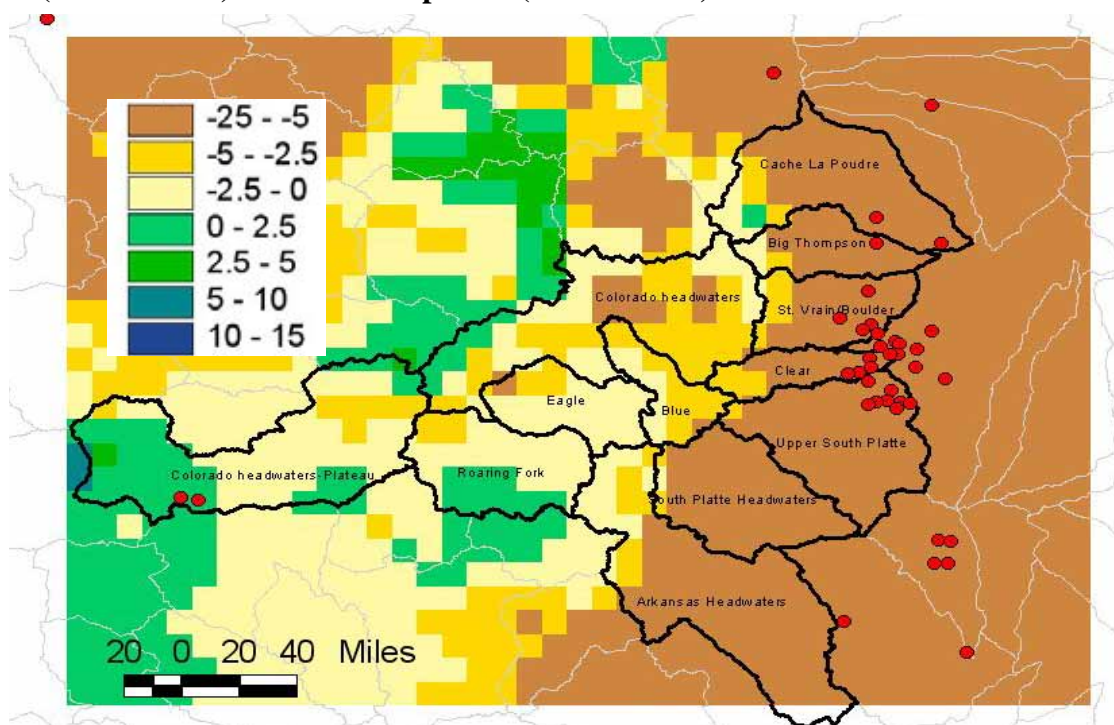 -25 - -5
-5 - -2.5
-2.5 - 0
0 - 2.5
2.5 - 5
5 - 10
10 - 15
Cache La Poudre
Big Thompson
Colorado headwaters
St. Vrain/Boulder
Clear
Eagle
Blue
Upper South Platte
Colorado headwaters-Plateau
Roaring Fork
South Platte Headwaters
Arkansas Headwaters
20 0 20 40 Miles